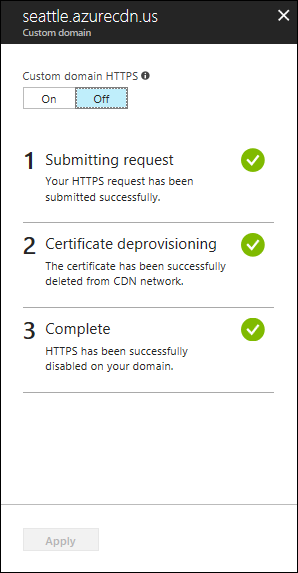 seattle.azurecdn.us
Custom domain
Custom domain HTTPS
On Off
1 Submitting request
Your HTTPS request has been
submitted successfully.
2 Certificate deprovisioning
The certificate has been successfully
deleted from CDN network.
3 Complete
HTTPS has been successfully
disabled on your domain.
Apply